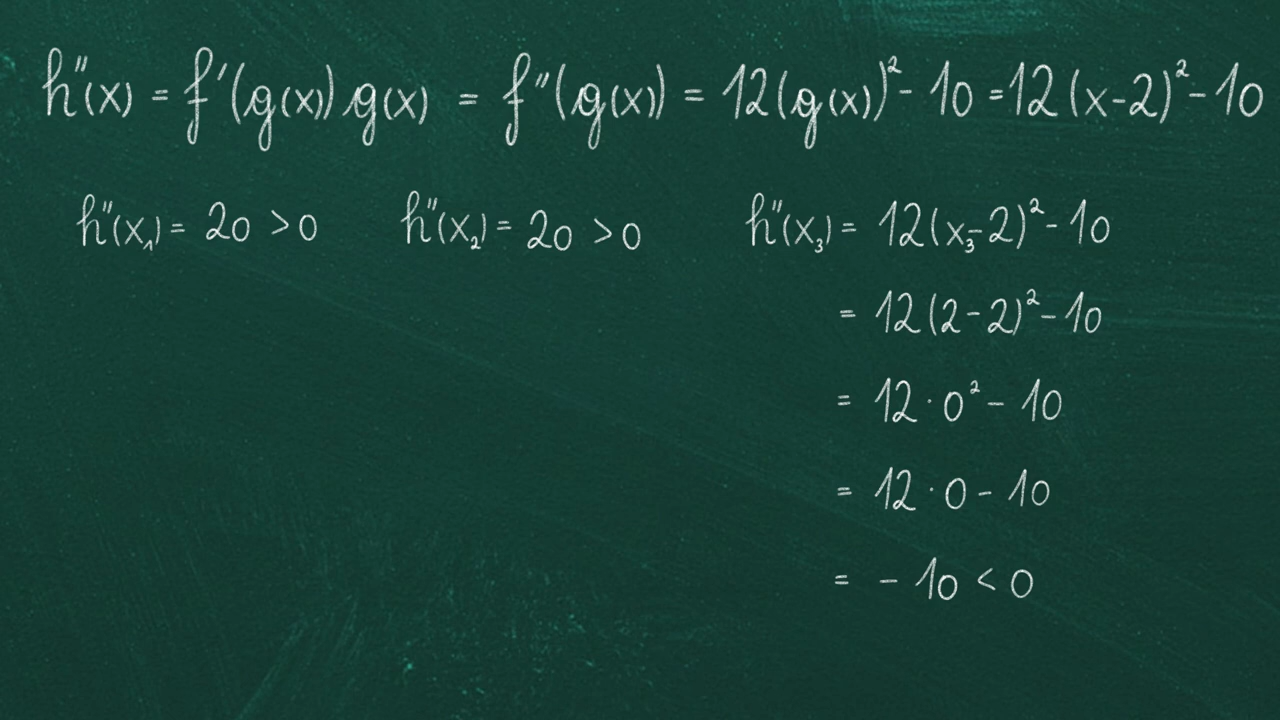 h''(x) = f'(g(x))g(x) = f''(g(x)) = 12(g(x))² - 10 = 12(x-2)² - 10
h''(x₁) = 20 > 0 h''(x₂) = 20 > 0 h''(x₃) = 12(x₃-2)² - 10
= 12(2-2)² - 10
= 12 · 0² - 10
= 12 · 0 - 10
= - 10 < 0